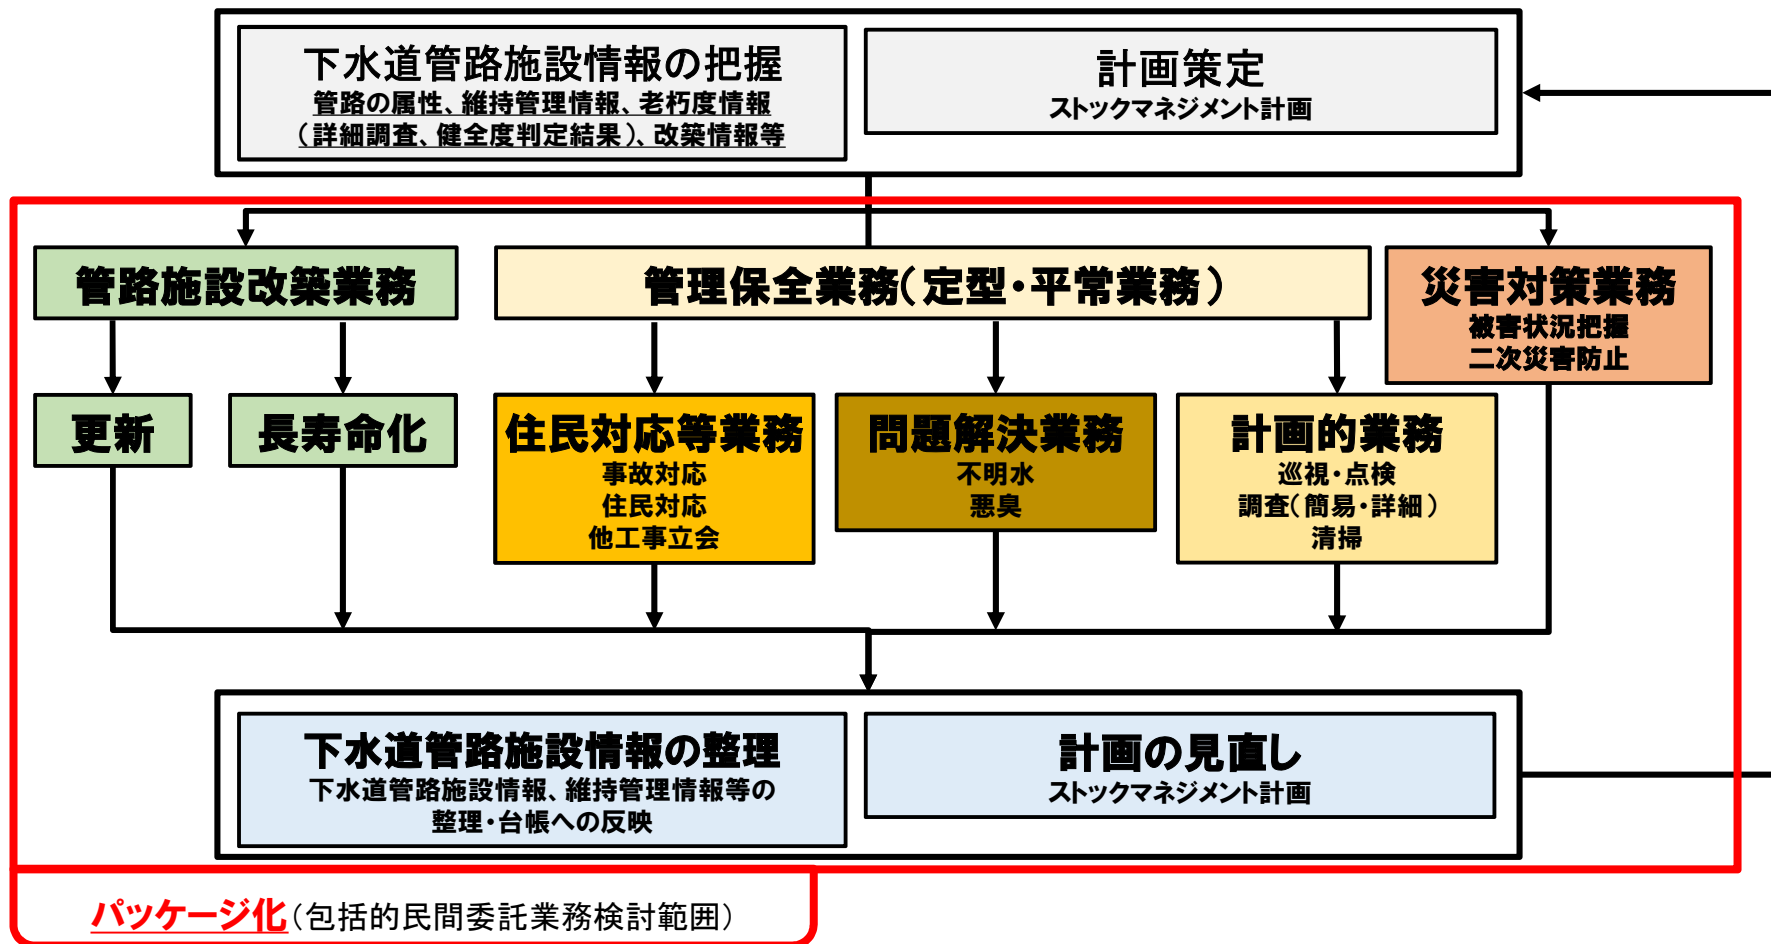 下水道管路施設情報の把握
管路の属性、維持管理情報、老朽度情報
（詳細調査、健全度判定結果）、改築情報等
計画策定
ストックマネジメント計画
管路施設改築業務
管理保全業務（定型・平常業務）
災害対策業務
被害状況把握
二次災害防止
更新
長寿命化
住民対応等業務
事故対応
住民対応
他工事立会
問題解決業務
不明水
悪臭
計画的業務
巡視・点検
調査（簡易・詳細）
清掃
下水道管路施設情報の整理
下水道管路施設情報、維持管理情報等の
整理・台帳への反映
計画の見直し
ストックマネジメント計画
パッケージ化（包括的民間委託業務検討範囲）